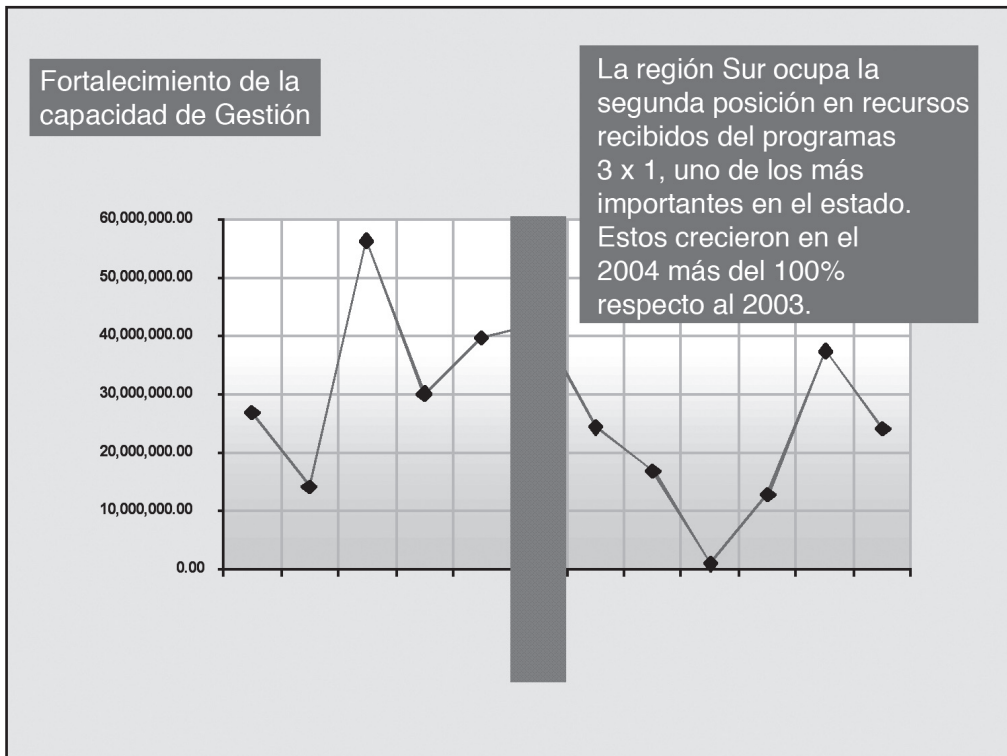 Fortalecimiento de la
capacidad de Gestión
La región Sur ocupa la
segunda posición en recursos
recibidos del programas
3 x 1, uno de los más
importantes en el estado.
Estos crecieron en el
2004 más del 100%
respecto al 2003.
60,000,000.00
50,000,000.00
40,000,000.00
30,000,000.00
20,000,000.00
10,000,000.00
0.00